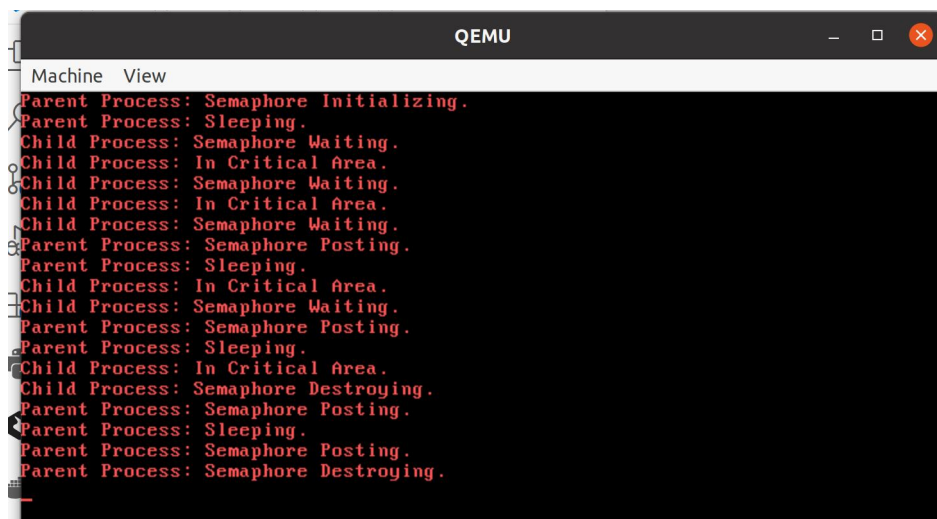 QEMU
Machine View
Parent Process: Semaphore Initializing.
Parent Process: Sleeping.
Child Process: Semaphore Waiting.
Child Process: In Critical Area.
Child Process: Semaphore Waiting.
Child Process: In Critical Area.
Child Process: Semaphore Waiting.
Parent Process: Semaphore Posting.
Parent Process: Sleeping.
Child Process: In Critical Area.
Child Process: Semaphore Waiting.
Parent Process: Semaphore Posting.
Parent Process: Sleeping.
Child Process: In Critical Area.
Child Process: Semaphore Destroying.
Parent Process: Semaphore Posting.
Parent Process: Sleeping.
Parent Process: Semaphore Posting.
Parent Process: Semaphore Destroying.